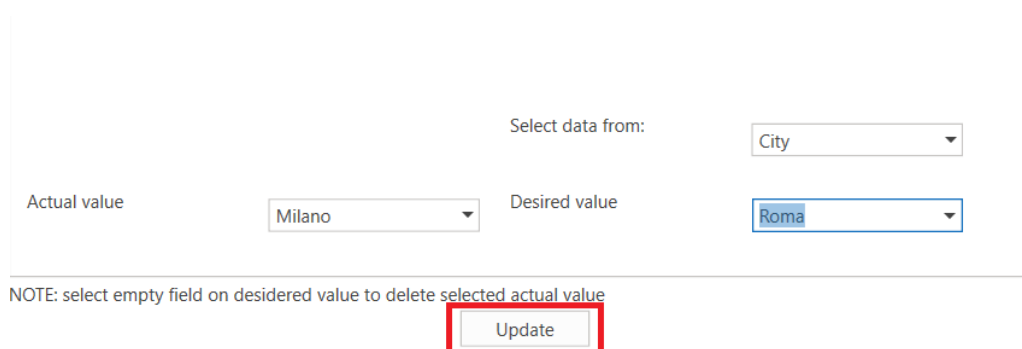 Select data from:
City
Actual value
Milano
Desired value
Roma
NOTE: select empty field on desidered value to delete selected actual value
Update